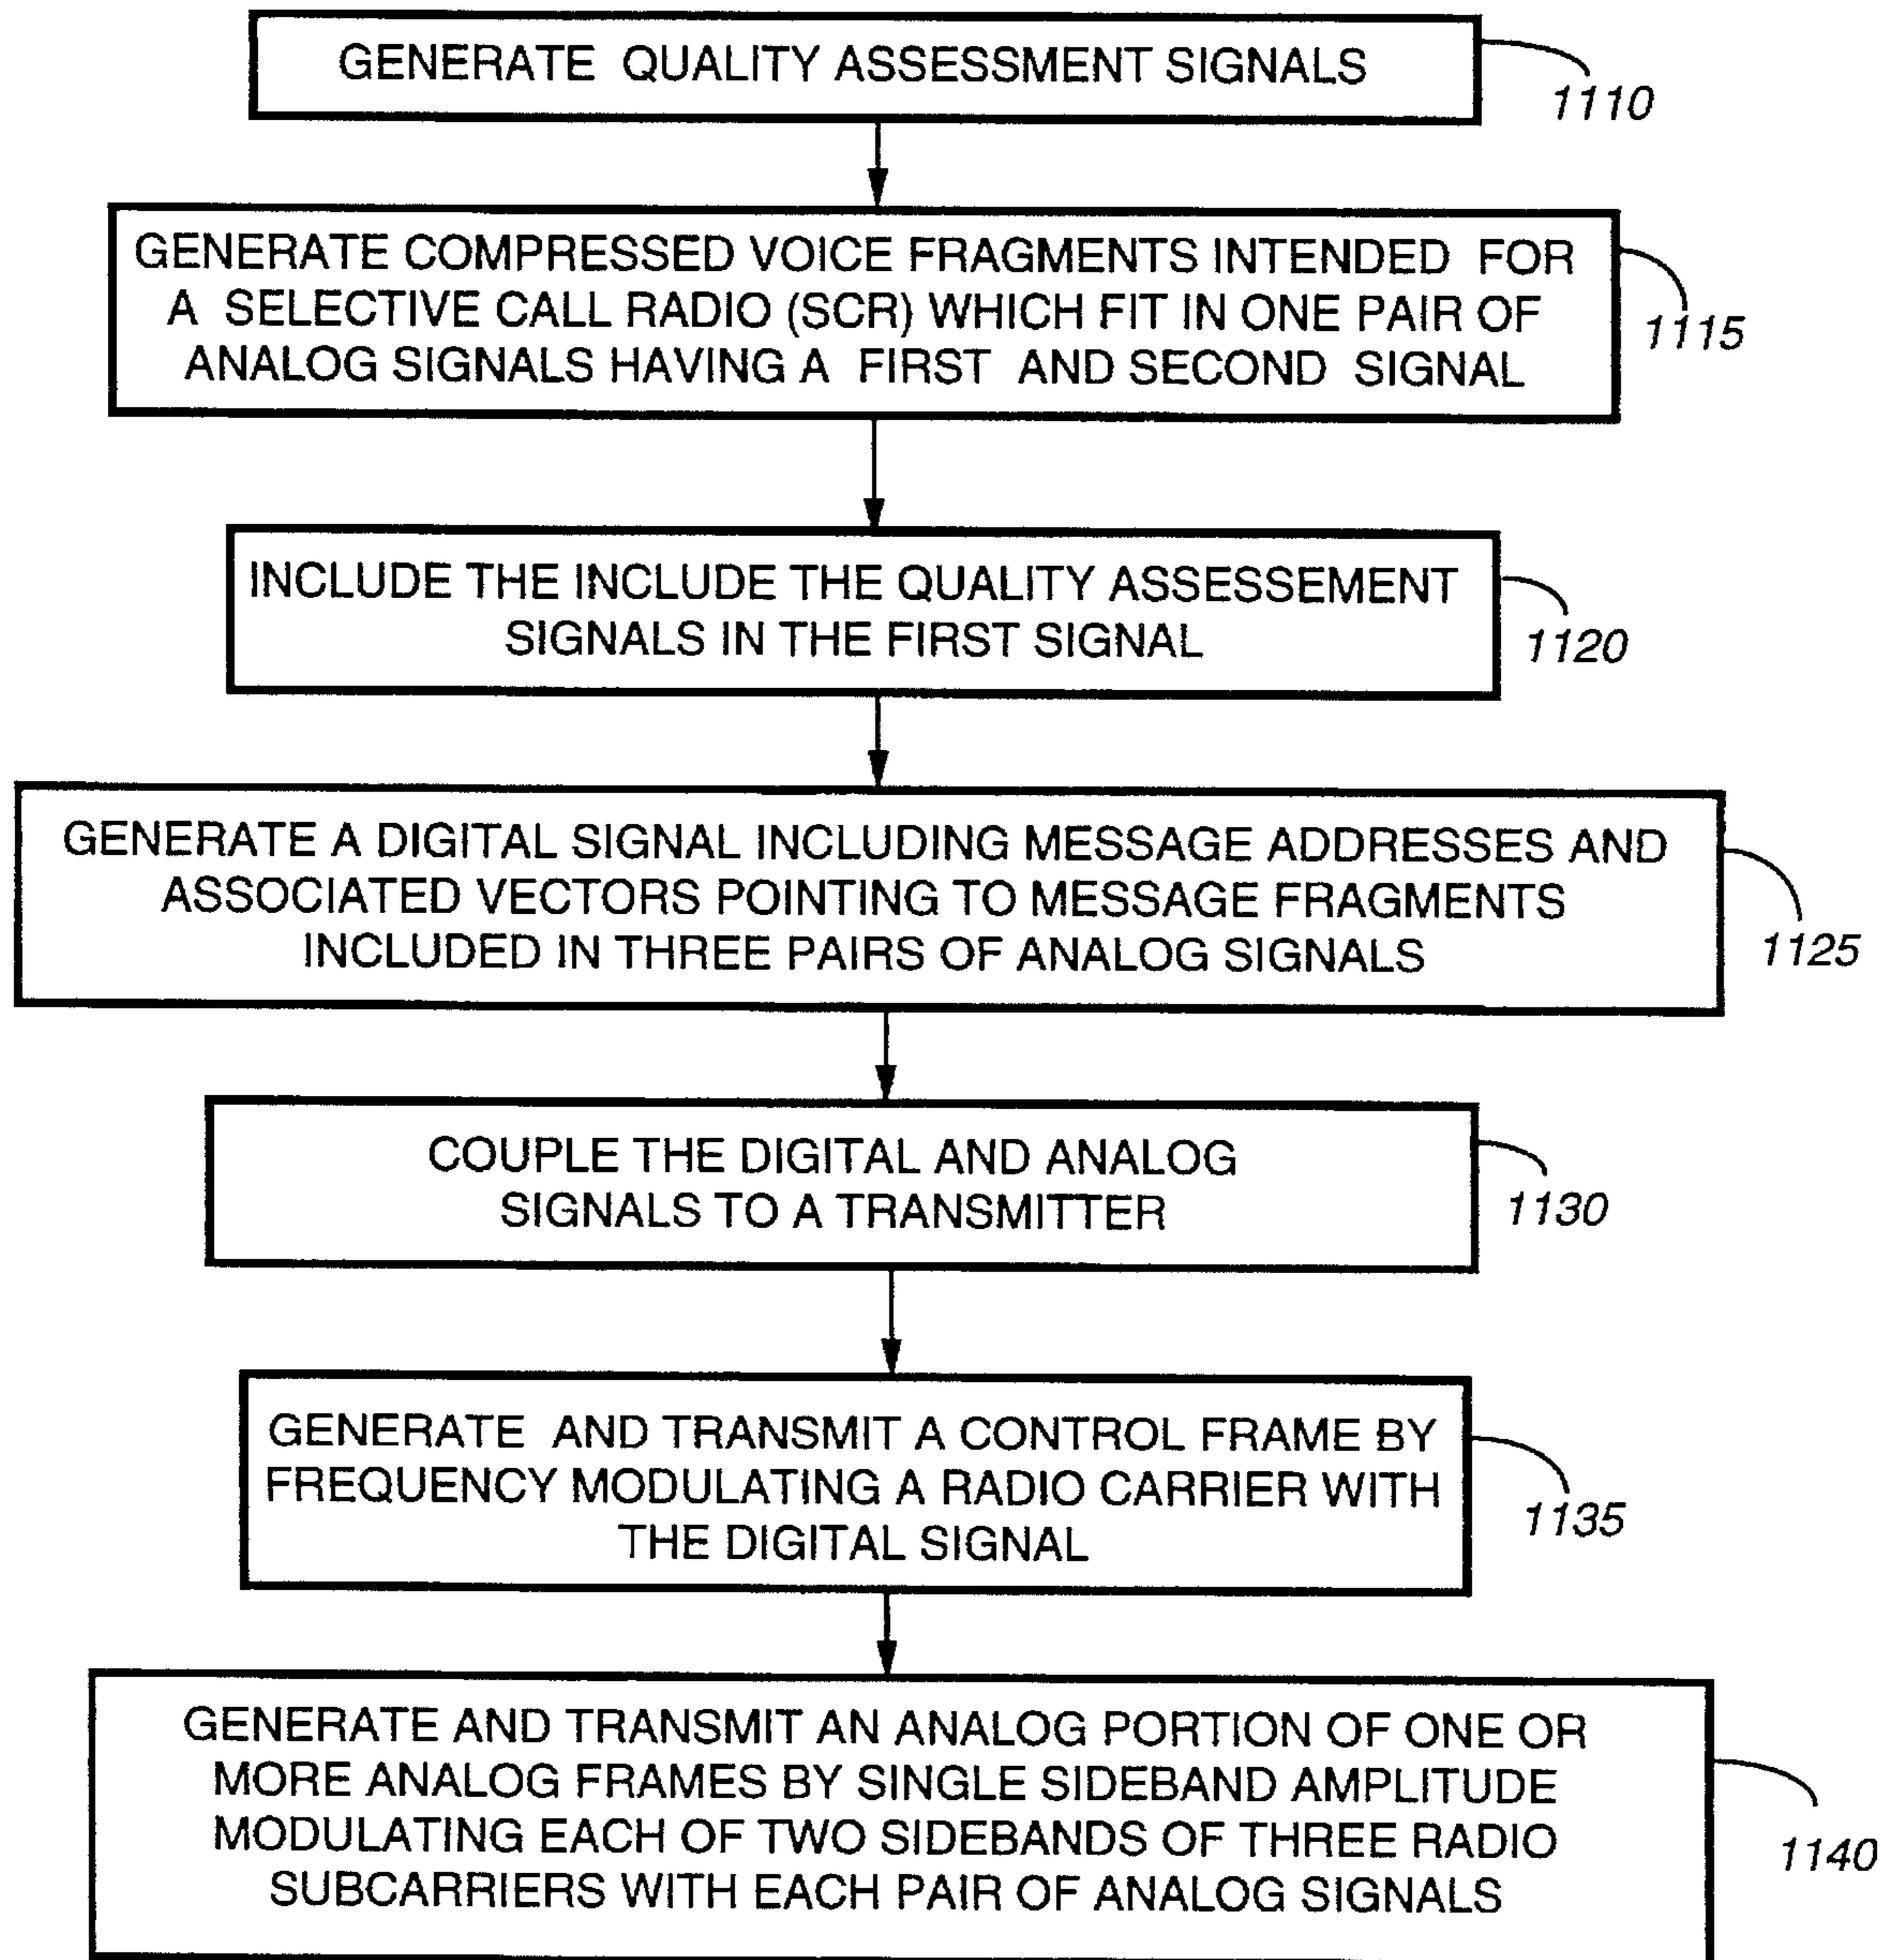 GENERATE QUALITY ASSESSMENT SIGNALS
1110
GENERATE COMPRESSED VOICE FRAGMENTS INTENDED FOR
A SELECTIVE CALL RADIO (SCR) WHICH FIT IN ONE PAIR OF
ANALOG SIGNALS HAVING A FIRST AND SECOND SIGNAL
1115
INCLUDE THE INCLUDE THE QUALITY ASSESSEMENT
SIGNALS IN THE FIRST SIGNAL
1120
GENERATE A DIGITAL SIGNAL INCLUDING MESSAGE ADDRESSES AND
ASSOCIATED VECTORS POINTING TO MESSAGE FRAGMENTS
INCLUDED IN THREE PAIRS OF ANALOG SIGNALS
1125
COUPLE THE DIGITAL AND ANALOG
SIGNALS TO A TRANSMITTER
1130
GENERATE AND TRANSMIT A CONTROL FRAME BY
FREQUENCY MODULATING A RADIO CARRIER WITH
THE DIGITAL SIGNAL
1135
GENERATE AND TRANSMIT AN ANALOG PORTION OF ONE OR
MORE ANALOG FRAMES BY SINGLE SIDEBAND AMPLITUDE
MODULATING EACH OF TWO SIDEBANDS OF THREE RADIO
SUBCARRIERS WITH EACH PAIR OF ANALOG SIGNALS
1140